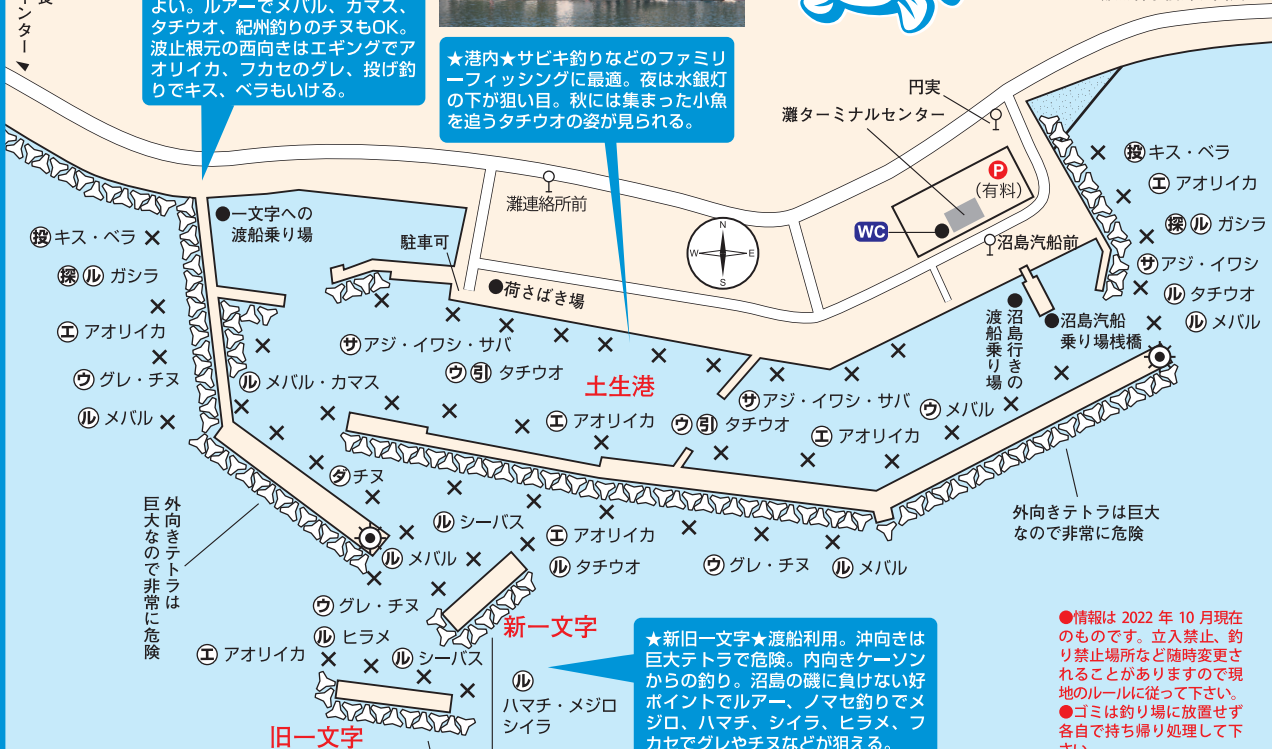 よい。ルアーでメバル、カマス、
タチウオ、紀州釣りのチヌもOK。
波止根元の西向きはエギングでア
オリイカ、フカセのグレ、投げ釣
りでキス、ベラもいける。
ンター
★港内★サビキ釣りなどのファミリ
ーフィッシングに最適。夜は水銀灯
の下が狙い目。秋には集まった小魚
を追うタチウオの姿が見られる。
円実
灘ターミナルセンター
P
(有料)
WC
沼島汽船前
灘連絡所前
N
W
E
S
●一文字への
渡船乗り場
駐車可
●荷さばき場
●沼島行きの
渡船乗り場
●沼島汽船
乗り場桟橋
投 キス・ベラ
エ アオリイカ
探 ル ガシラ
サ アジ・イワシ
ル タチウオ
ル メバル
投 キス・ベラ
探 ル ガシラ
エ アオリイカ
ウ グレ・チヌ
ル メバル
サ アジ・イワシ・サバ
ウ 引 タチウオ
ル メバル・カマス
土生港
サ アジ・イワシ・サバ
ウ メバル
エ アオリイカ
ウ 引 タチウオ
エ アオリイカ
ダ チヌ
外向きテトラは
巨大なので非常に危険
外向きテトラは巨大
なので非常に危険
ル シーバス
エ アオリイカ
ル メバル
ル タチウオ
ウ グレ・チヌ
ル メバル
ウ グレ・チヌ
ル ヒラメ
エ アオリイカ
ル シーバス
新一文字
ル
ハマチ・メジロ
シイラ
旧一文字
★新旧一文字★渡船利用。沖向きは
巨大テトラで危険。内向きケーソン
からの釣り。沼島の磯に負けない好
ポイントでルアー、ノマセ釣りでメ
ジロ、ハマチ、シイラ、ヒラメ、フ
カセでグレやチヌなどが狙える。
●情報は 2022 年 10 月現在
のものです。立入禁止、釣
り禁止場所など随時変更さ
れることがありますので現
地のルールに従って下さい。
●ゴミは釣り場に放置せず
各自で持ち帰り処理して下
さい。